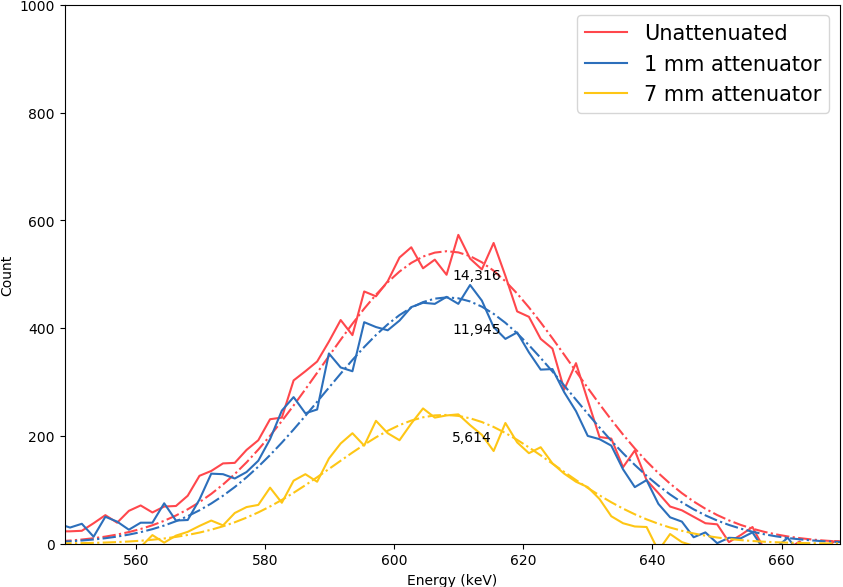 1000
800
600
400
200
0
Count
Unattenuated
1 mm attenuator
7 mm attenuator
14,316
11,945
5,614
560 580 600 620 640 660
Energy (keV)